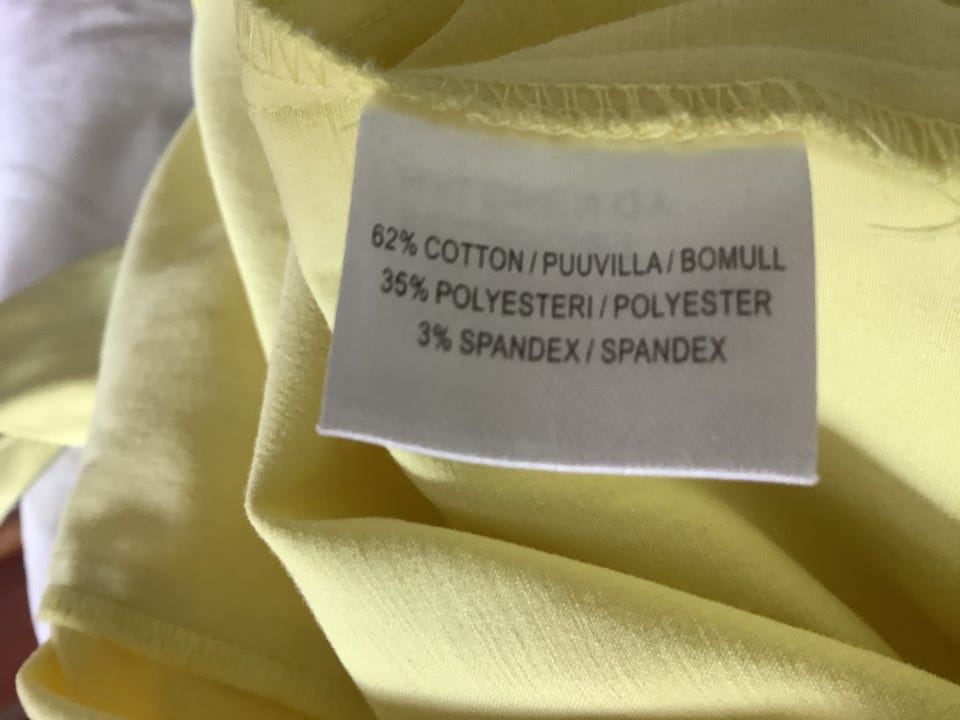 62% COTTON / PUUVILLA / BOMULL
35% POLYESTERI / POLYESTER
3% SPANDEX / SPANDEX